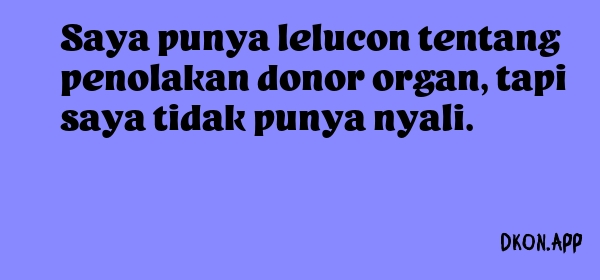 Saya punya lelucon tentang
penolakan donor organ, tapi
saya tidak punya nyali.
DKON.APP